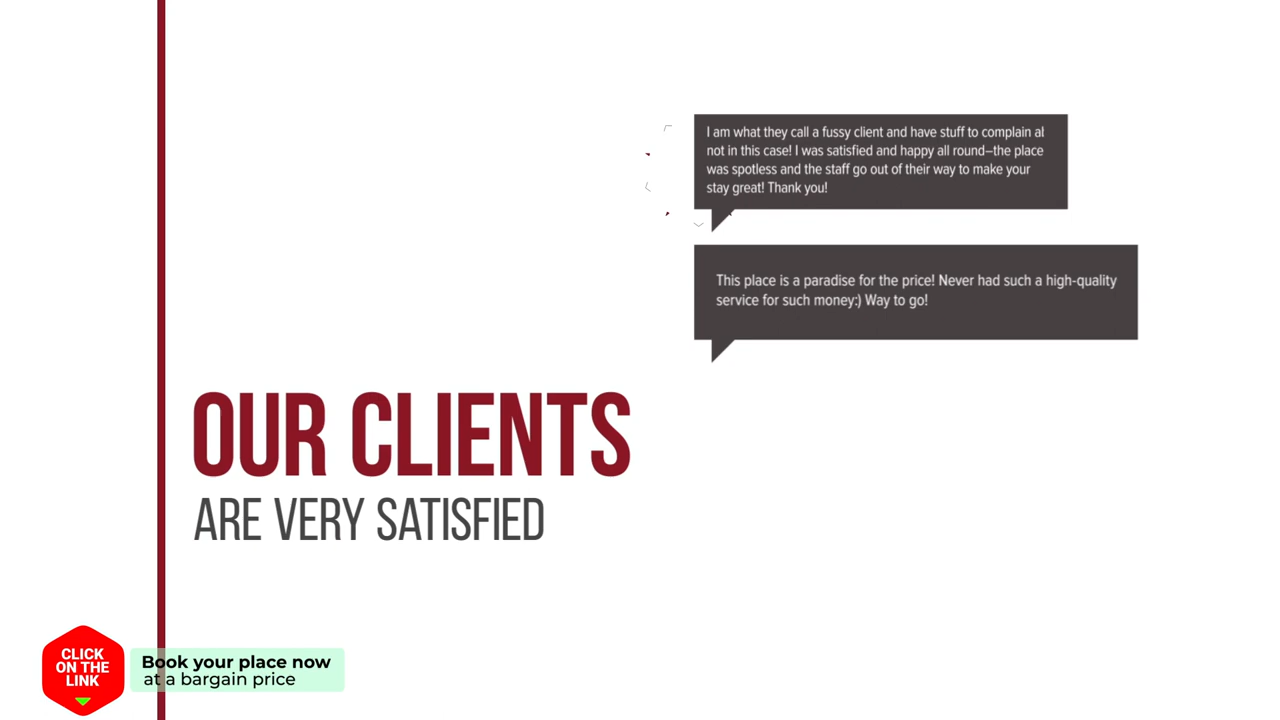 I am what they call a fussy client and have stuff to complain al
not in this case! I was satisfied and happy all round–the place
was spotless and the staff go out of their way to make your
stay great! Thank you!
This place is a paradise for the price! Never had such a high-quality
service for such money:) Way to go!
OUR CLIENTS
ARE VERY SATISFIED
CLICK
ON THE
LINK
Book your place now
at a bargain price